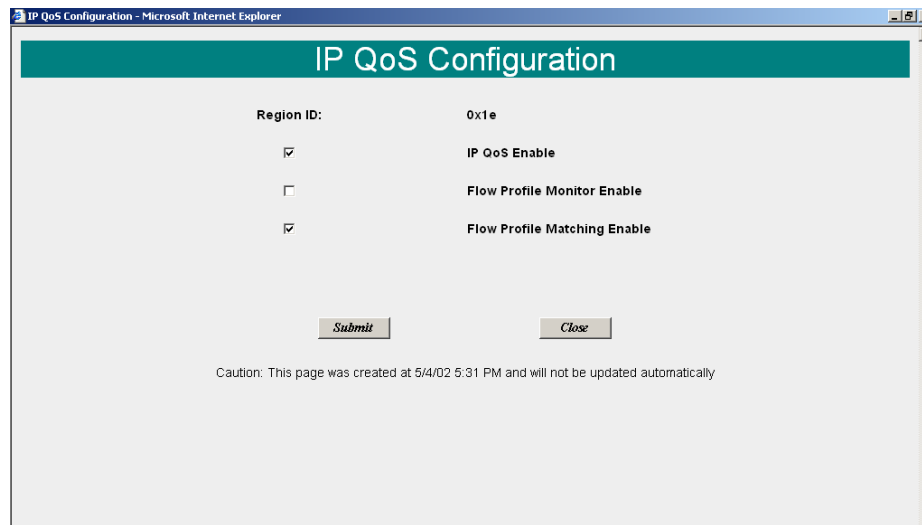 IP QoS Configuration - Microsoft Internet Explorer
IP QoS Configuration
Region ID: 0x1e
IP QoS Enable
Flow Profile Monitor Enable
Flow Profile Matching Enable
Submit Close
Caution: This page was created at 5/4/02 5:31 PM and will not be updated automatically